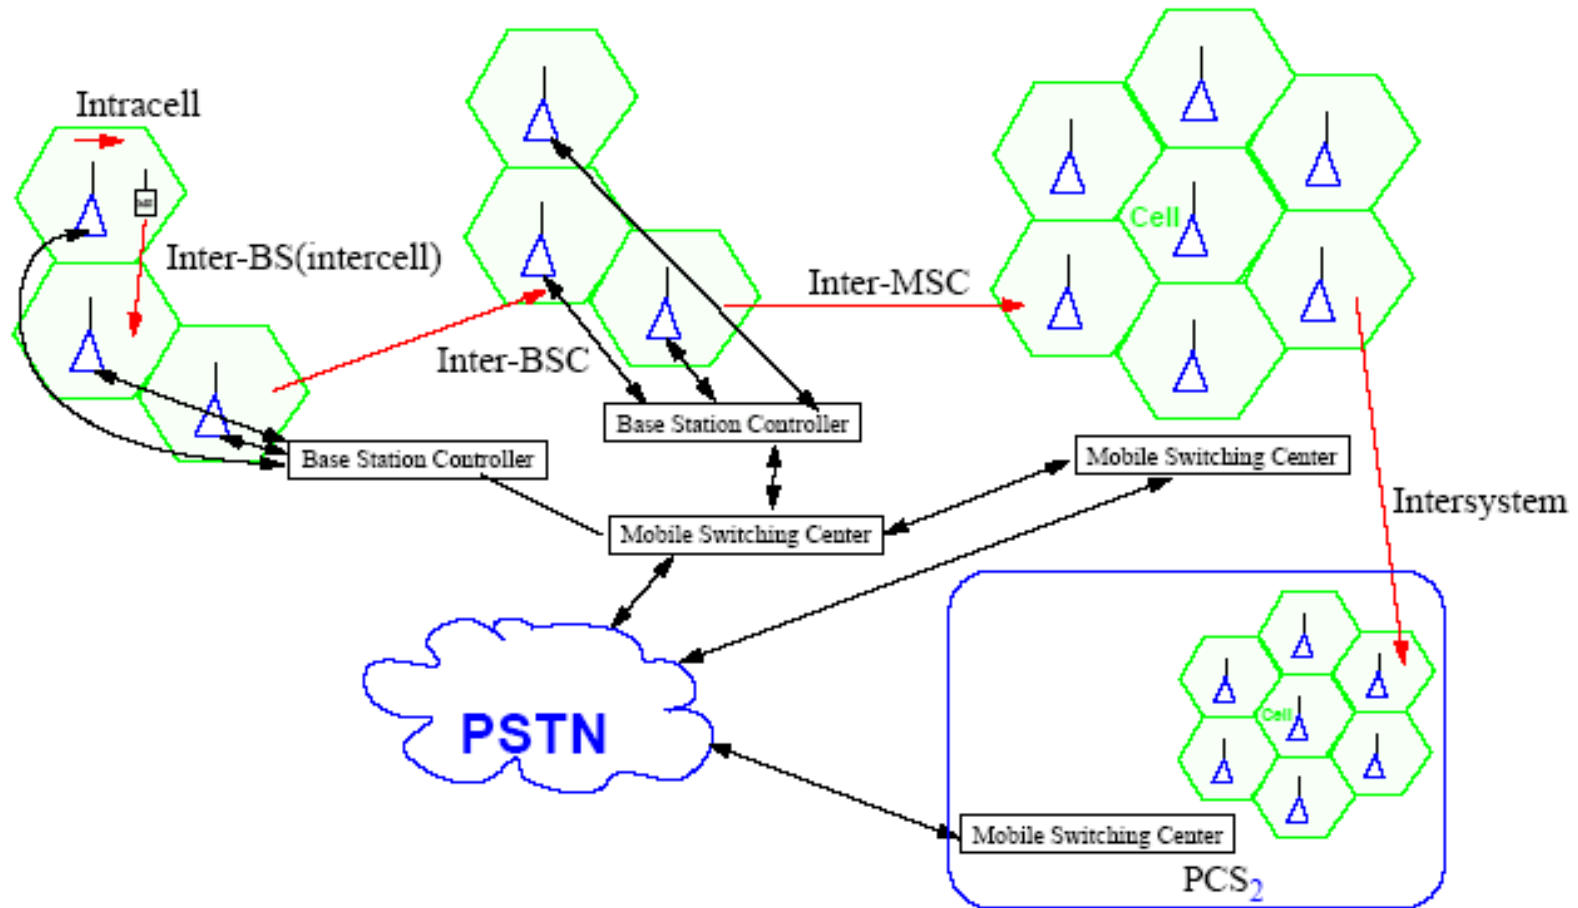 Intracell
Cell
Inter-BS(intercell)
Inter-MSC
Inter-BSC
Base Station Controller
Base Station Controller
Mobile Switching Center
Intersystem
Mobile Switching Center
PSTN
Cell
Mobile Switching Center
PCS2